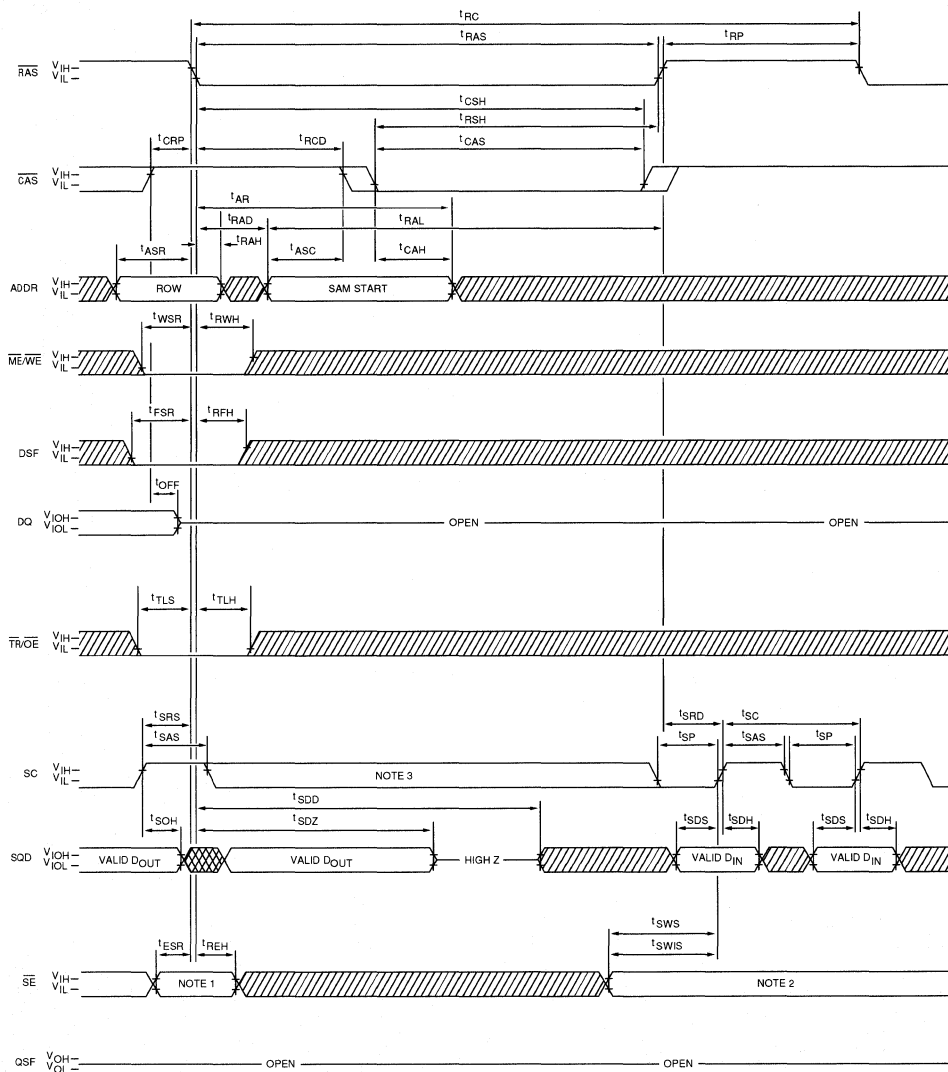 tRC
tRAS tRP
RAS VIH VIL
tCSH
tRSH
tCRP tRCD tCAS
CAS VIH VIL
tAR
tRAD tRAL
tRAH
tASR tASC tCAH
ADDR VIH VIL ROW SAM START
tWSR tRWH
ME/WE VIH VIL
tFSR tRFH
DSF VIH VIL
tOFF
DQ VIOH VIOL OPEN OPEN
tTLS tTLH
TR/OE VIH VIL
tSRS tSRD tSC
tSAS tSP tSAS tSP
SC VIH VIL NOTE 3
tSDD
tSOH tSDZ tSDS tSDH tSDS tSDH
SQD VIOH VIOL VALID DOUT VALID DOUT HIGH Z VALID DIN VALID DIN
tSWS
tESR tREH tSWIS
SE VIH VIL NOTE 1 NOTE 2
QSF VOH VOL OPEN OPEN